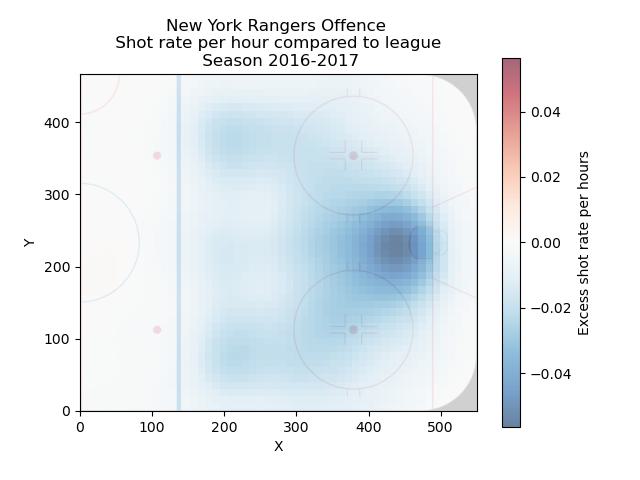 New York Rangers Offence
Shot rate per hour compared to league
Season 2016-2017
Y
400
300
200
100
0
0 100 200 300 400 500
X
0.04
0.02
0.00
−0.02
−0.04
Excess shot rate per hours